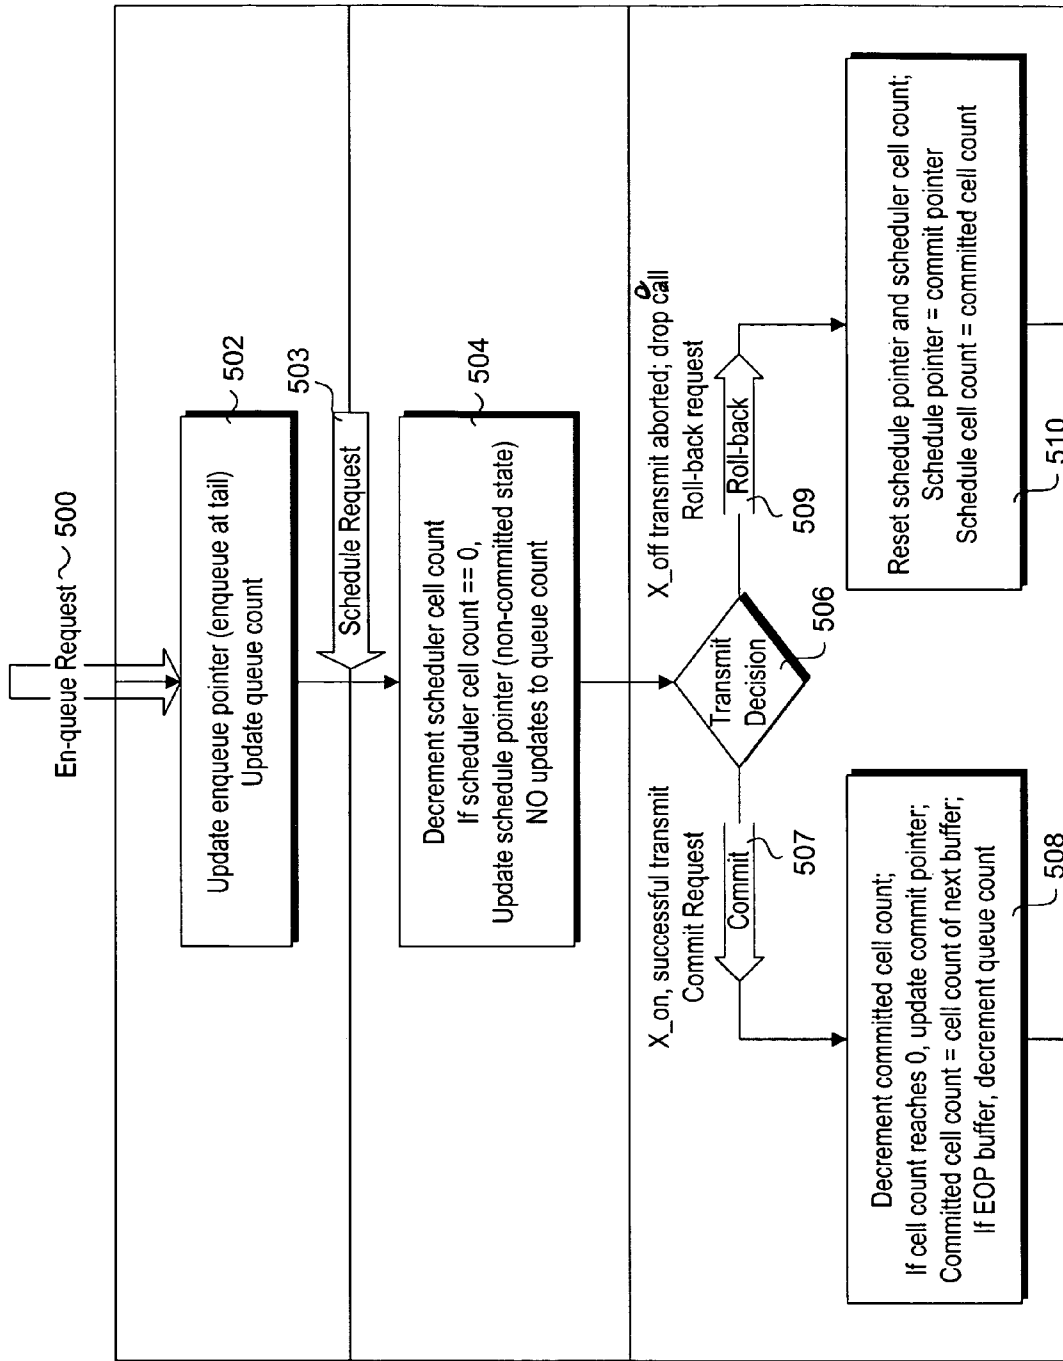 En-queue Request 500
Update enqueue pointer (enqueue at tail)
Update queue count
502
Schedule Request
503
Decrement scheduler cell count
If scheduler cell count == 0,
Update schedule pointer (non-committed state)
NO updates to queue count
504
Transmit
Decision
506
X_on, successful transmit
Commit Request
Commit
507
X_off transmit aborted; drop call
Roll-back request
Roll-back
509
Decrement committed cell count;
If cell count reaches 0, update commit pointer;
Committed cell count = cell count of next buffer;
If EOP buffer, decrement queue count
508
Reset schedule pointer and scheduler cell count;
Schedule pointer = commit pointer
Schedule cell count = committed cell count
510